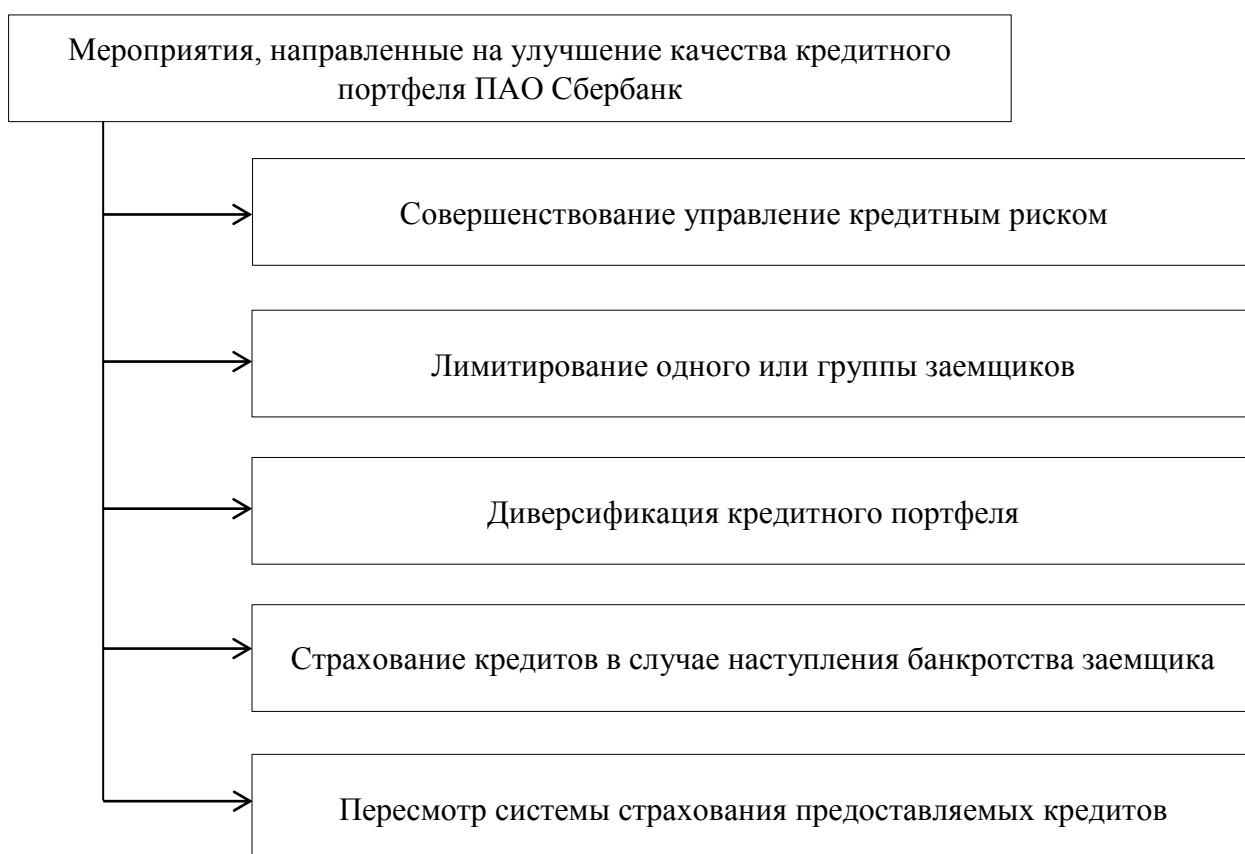 Мероприятия, направленные на улучшение качества кредитного
портфеля ПАО Сбербанк
Совершенствование управление кредитным риском
Лимитирование одного или группы заемщиков
Диверсификация кредитного портфеля
Страхование кредитов в случае наступления банкротства заемщика
Пересмотр системы страхования предоставляемых кредитов